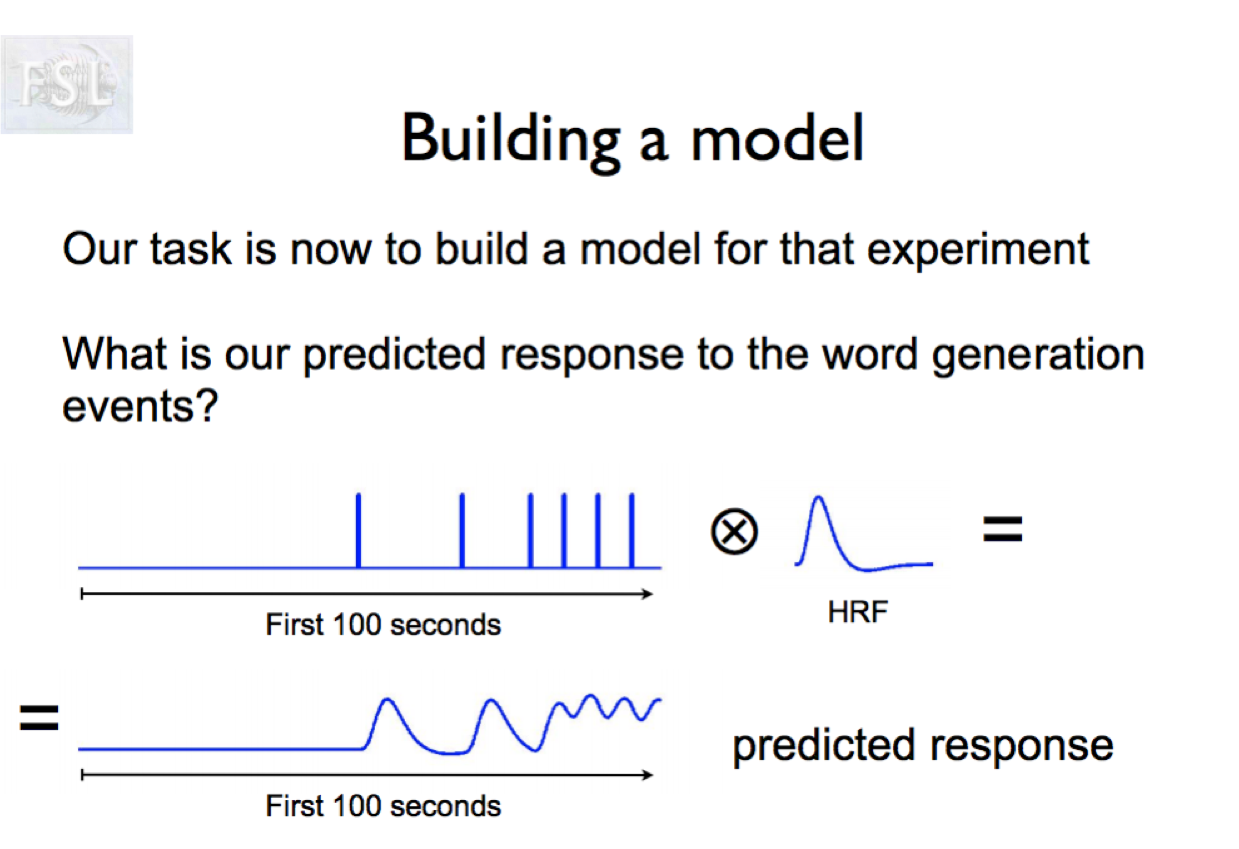 FSL
Building a model
Our task is now to build a model for that experiment
What is our predicted response to the word generation
events?
⊗
=
First 100 seconds
HRF
=
predicted response
First 100 seconds